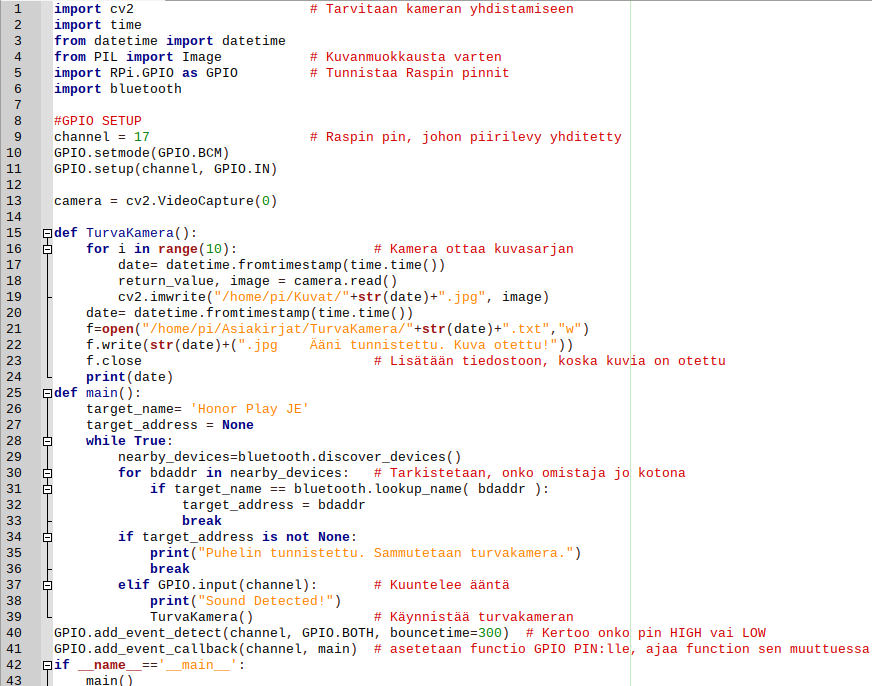 1 import cv2 # Tarvitaan kameran yhdistamiseen
2 import time
3 from datetime import datetime
4 from PIL import Image # Kuvanmuokkausta varten
5 import RPi.GPIO as GPIO # Tunnistaa Raspin pinnit
6 import bluetooth
7
8 #GPIO SETUP
9 channel = 17 # Raspin pin, johon piirilevy yhditetty
10 GPIO.setmode(GPIO.BCM)
11 GPIO.setup(channel, GPIO.IN)
12
13 camera = cv2.VideoCapture(0)
14
15 def TurvaKamera():
16 for i in range(10): # Kamera ottaa kuvasarjan
17 date= datetime.fromtimestamp(time.time())
18 return_value, image = camera.read()
19 cv2.imwrite("/home/pi/Kuvat/"+str(date)+".jpg", image)
20 date= datetime.fromtimestamp(time.time())
21 f=open("/home/pi/Asiakirjat/TurvaKamera/"+str(date)+".txt","w")
22 f.write(str(date)+(".jpg    Ääni tunnistettu. Kuva otettu!"))
23 f.close # Lisätään tiedostoon, koska kuvia on otettu
24 print(date)
25 def main():
26 target_name= 'Honor Play JE'
27 target_address = None
28 while True:
29 nearby_devices=bluetooth.discover_devices()
30 for bdaddr in nearby_devices: # Tarkistetaan, onko omistaja jo kotona
31 if target_name == bluetooth.lookup_name( bdaddr ):
32 target_address = bdaddr
33 break
34 if target_address is not None:
35 print("Puhelin tunnistettu. Sammutetaan turvakamera.")
36 break
37 elif GPIO.input(channel): # Kuuntelee ääntä
38 print("Sound Detected!")
39 TurvaKamera() # Käynnistää turvakameran
40 GPIO.add_event_detect(channel, GPIO.BOTH, bouncetime=300) # Kertoo onko pin HIGH vai LOW
41 GPIO.add_event_callback(channel, main) # asetetaan functio GPIO PIN:lle, ajaa function sen muuttuessa
42 if __name__=='__main__':
43 main()